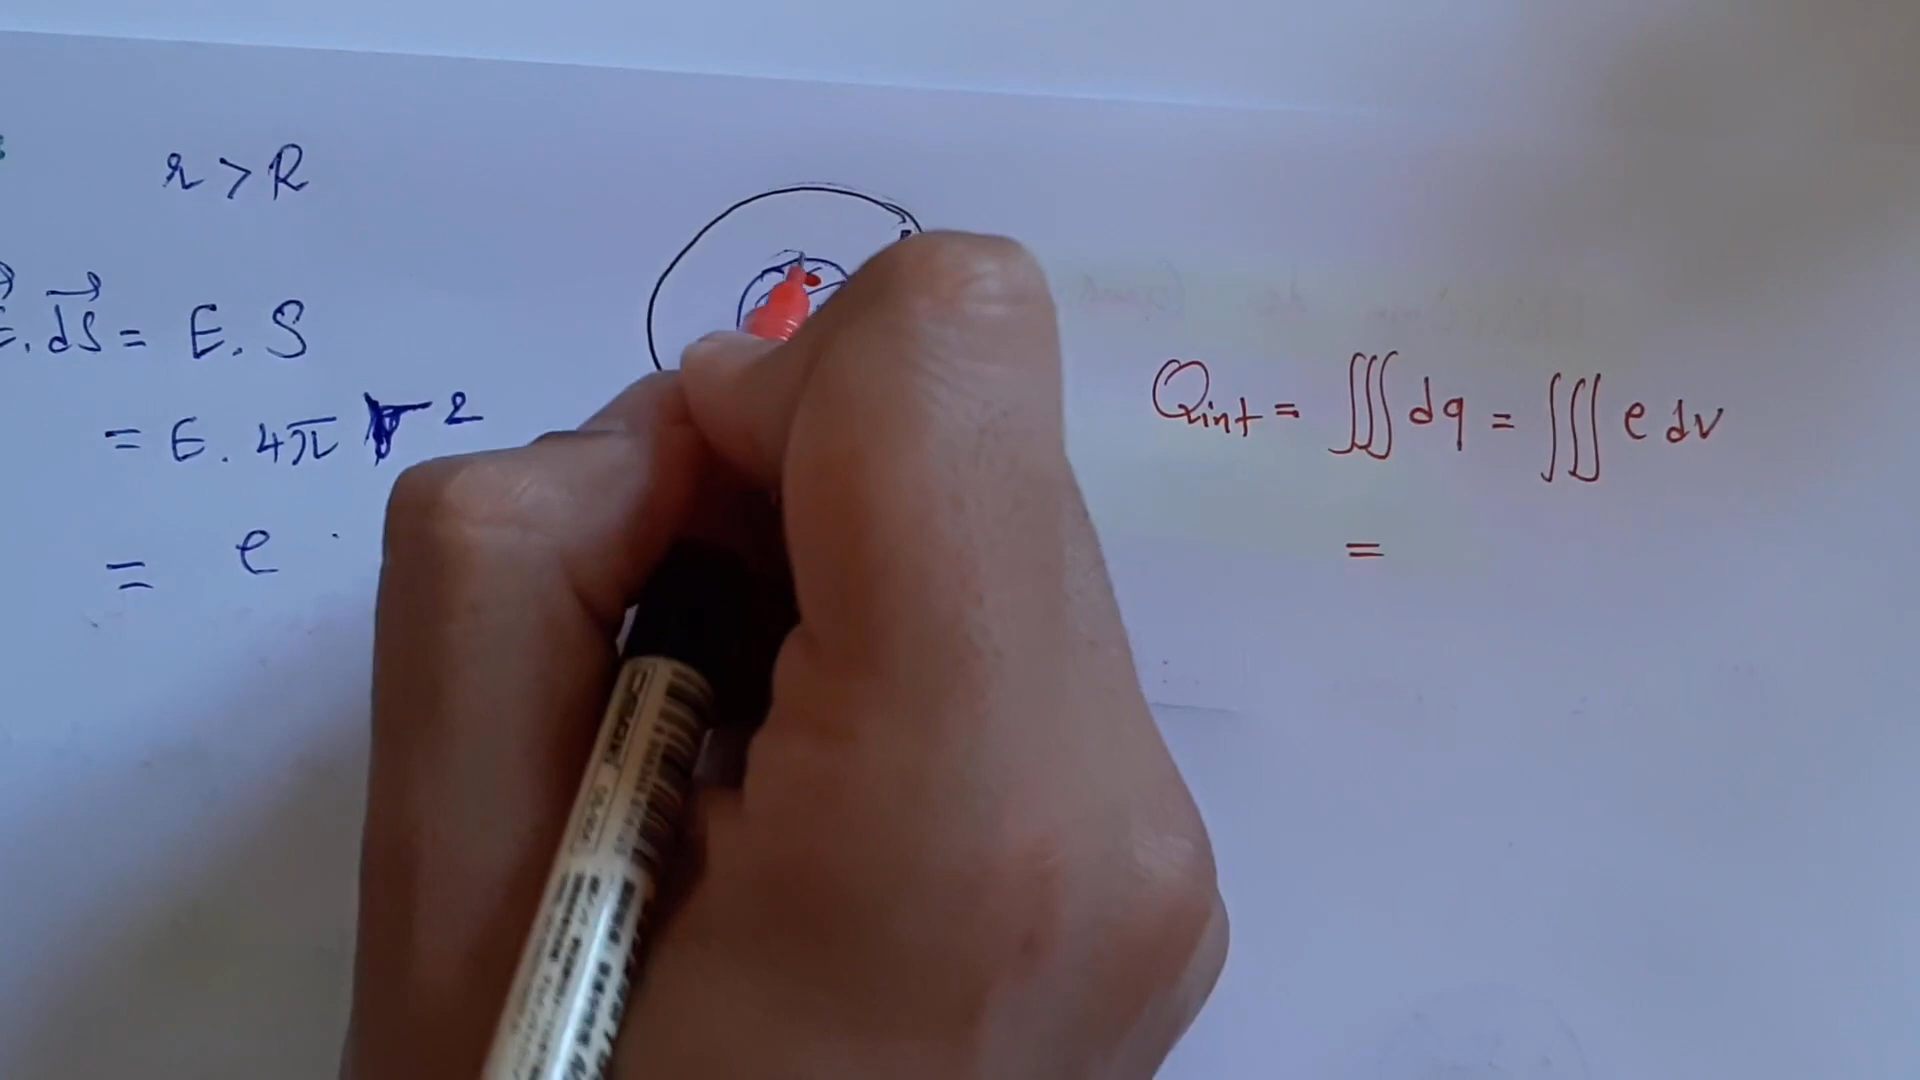 r > R
E. dS = E. S
= E. 4π r²
= e .
Qint = ∭ dq = ∭ e dv
=